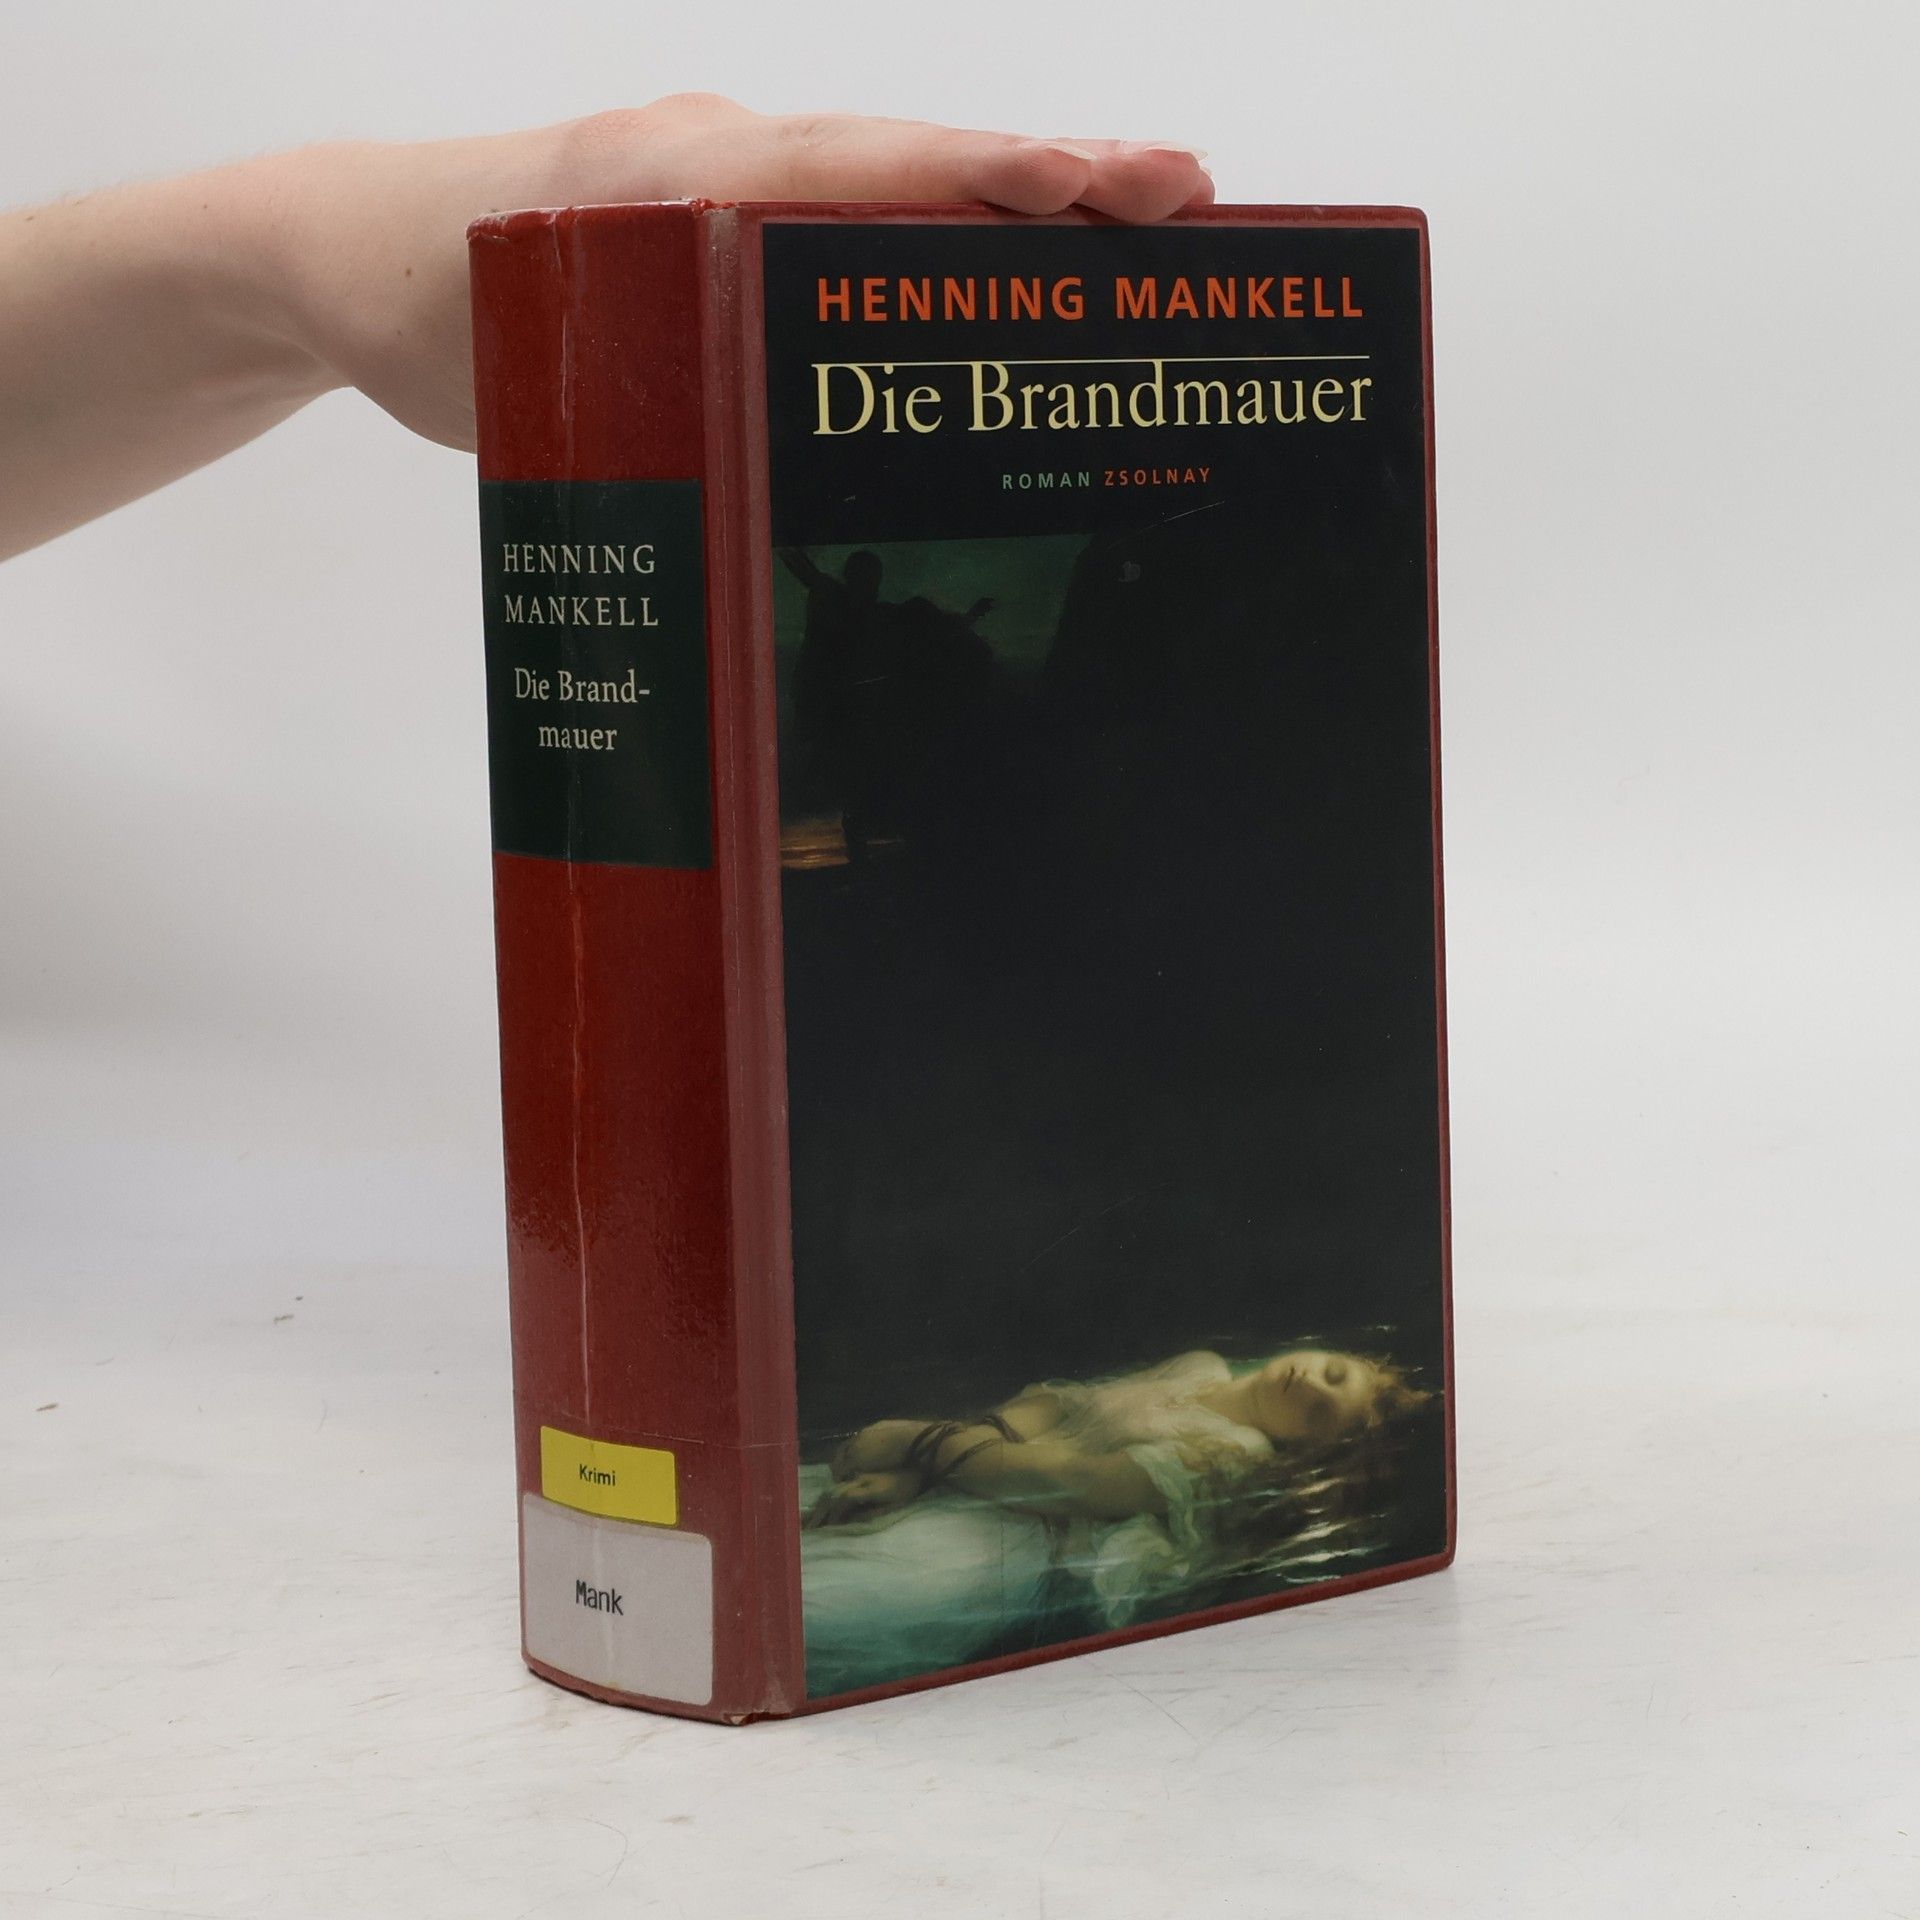 HENNING MANKELL
Die Brandmauer
ROMAN ZSOLNAY
HENNING
MANKELL
Die Brand-
mauer
Krimi
Mank